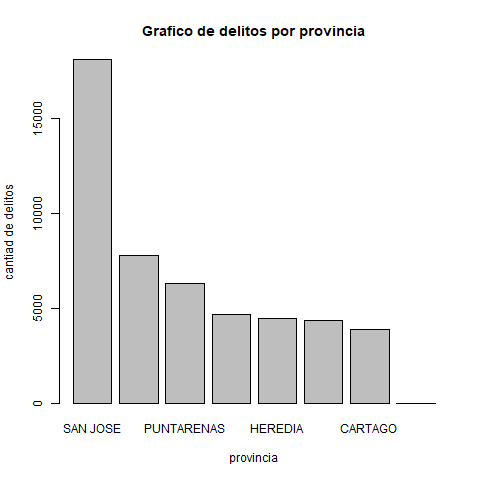 Grafico de delitos por provincia
cantiad de delitos
15000
10000
5000
0
SAN JOSE PUNTARENAS HEREDIA CARTAGO
provincia